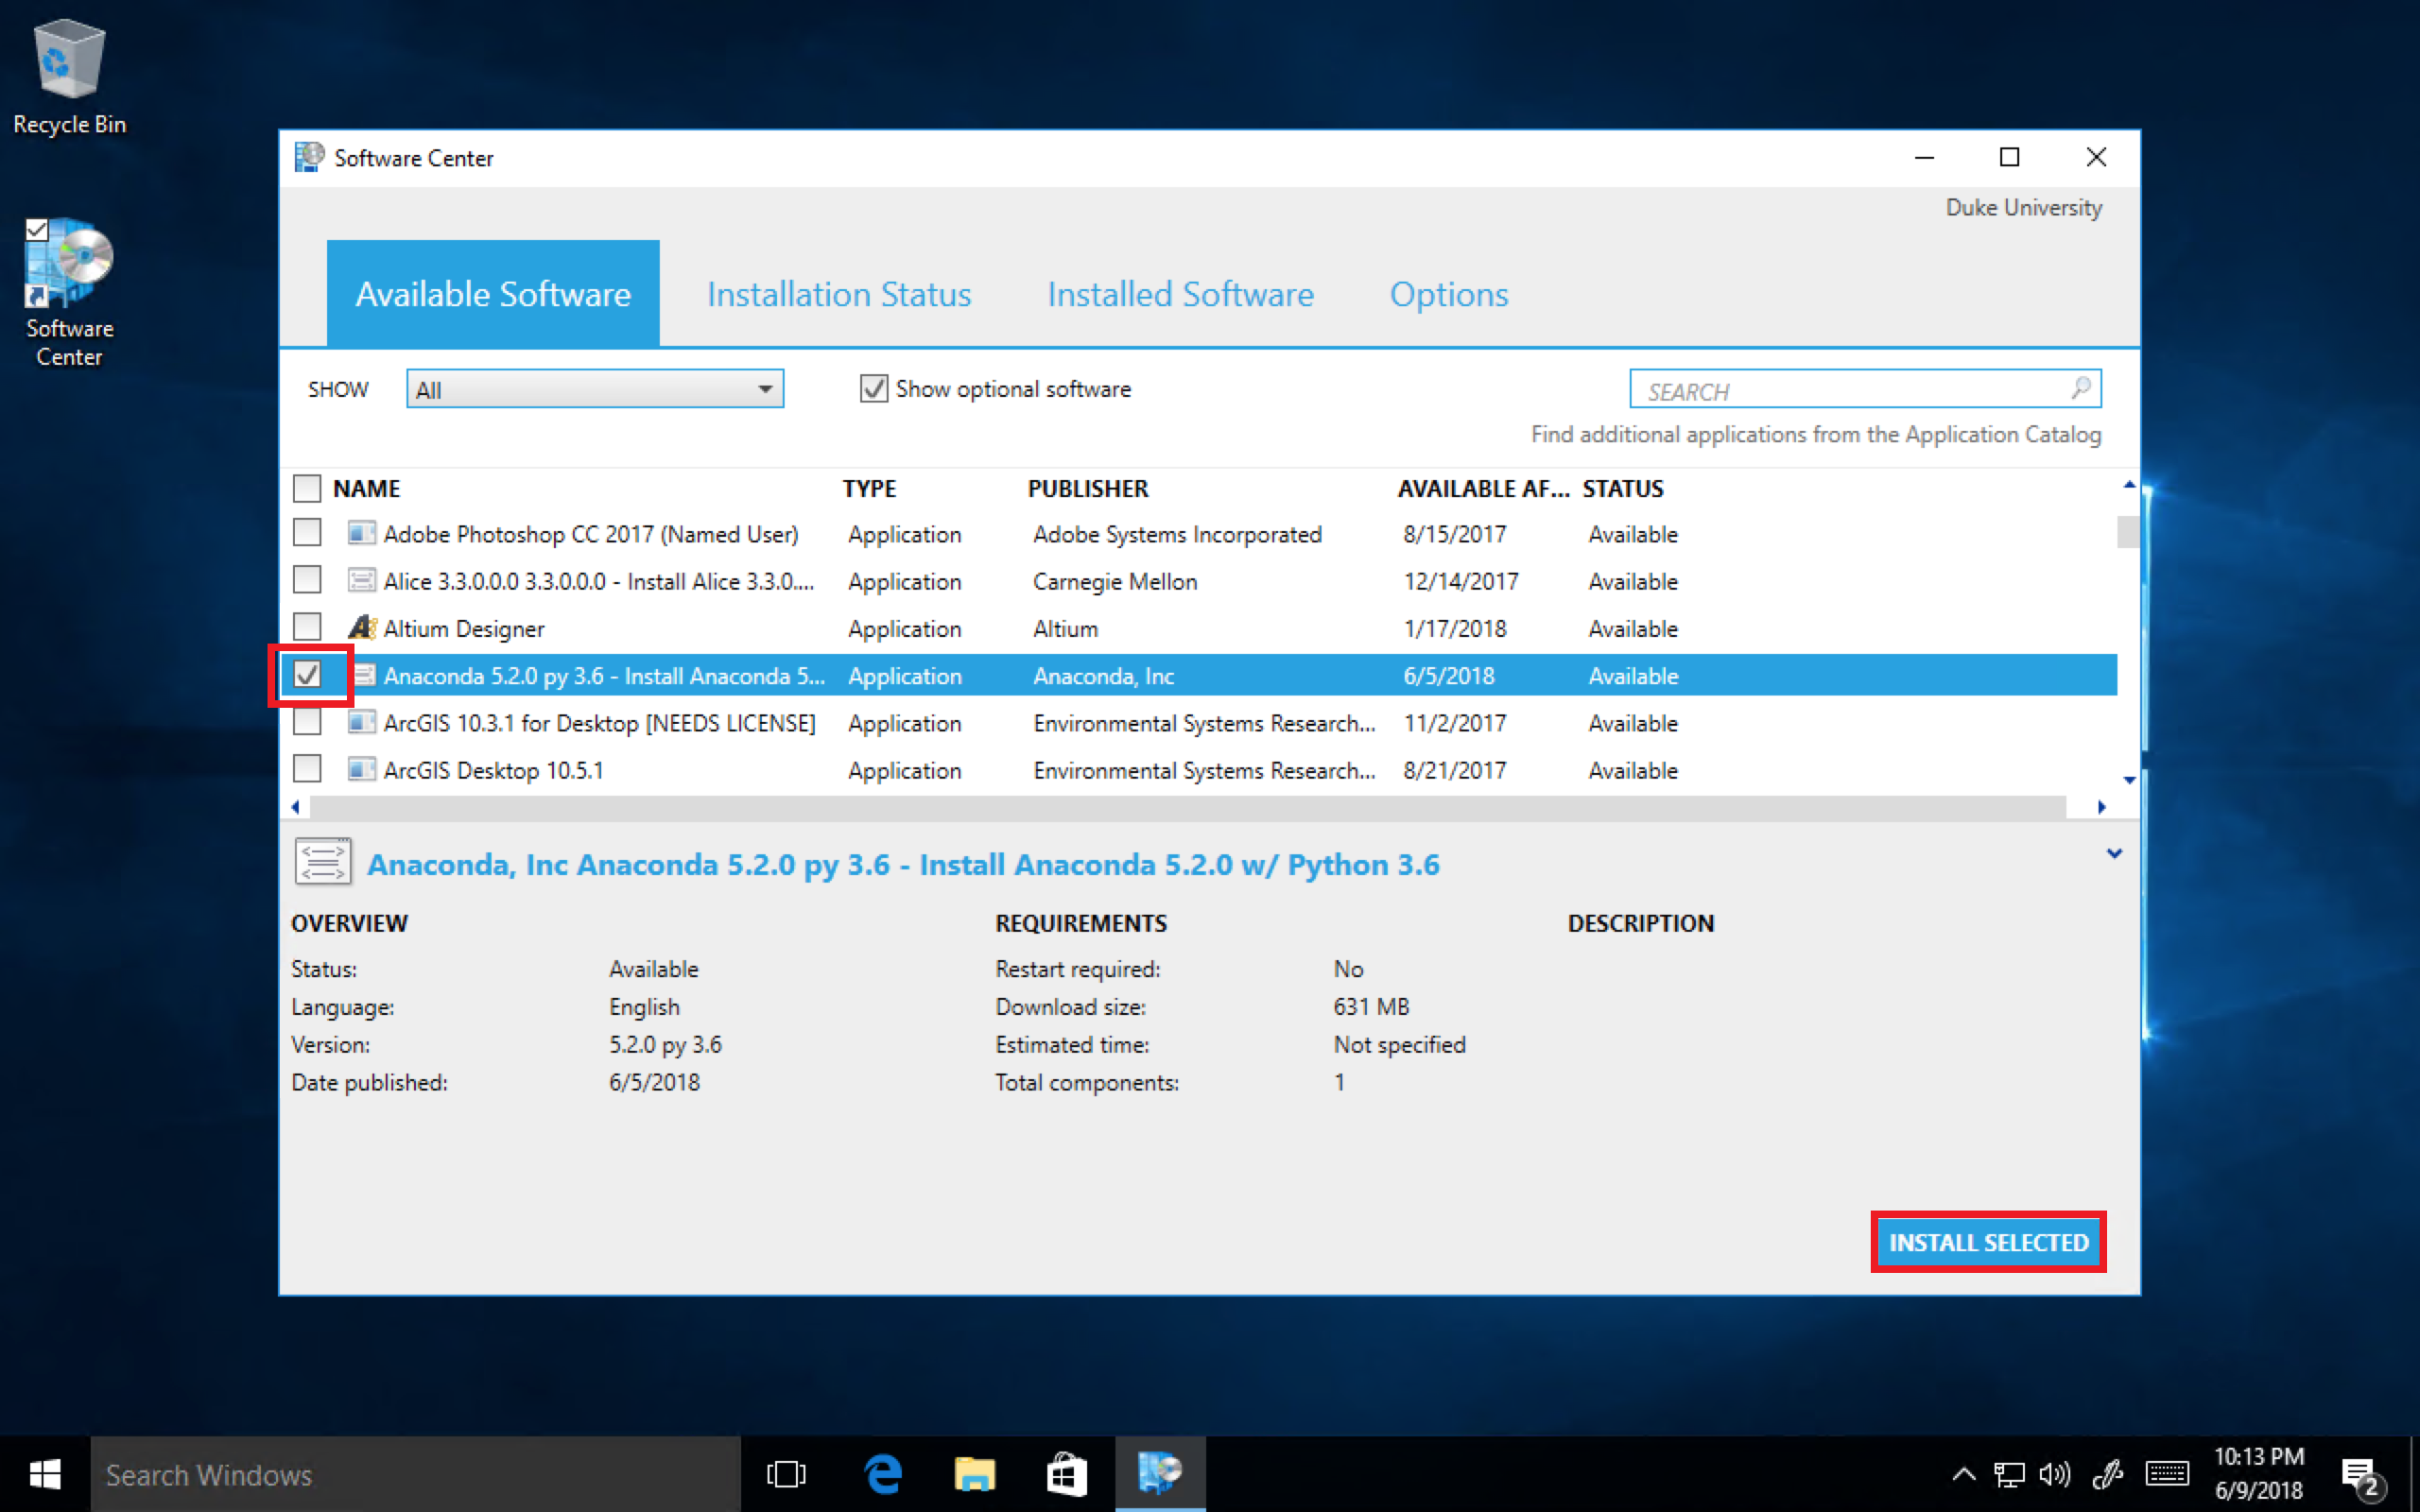 Recycle Bin
Software
Center
Software Center
Duke University
Available Software
Installation Status
Installed Software
Options
SHOW
All
Show optional software
SEARCH
Find additional applications from the Application Catalog
NAME TYPE PUBLISHER AVAILABLE AF... STATUS
Adobe Photoshop CC 2017 (Named User) Application Adobe Systems Incorporated 8/15/2017 Available
Alice 3.3.0.0.0 3.3.0.0.0 - Install Alice 3.3.0.... Application Carnegie Mellon 12/14/2017 Available
Altium Designer Application Altium 1/17/2018 Available
Anaconda 5.2.0 py 3.6 - Install Anaconda 5... Application Anaconda, Inc 6/5/2018 Available
ArcGIS 10.3.1 for Desktop [NEEDS LICENSE] Application Environmental Systems Research... 11/2/2017 Available
ArcGIS Desktop 10.5.1 Application Environmental Systems Research... 8/21/2017 Available
Anaconda, Inc Anaconda 5.2.0 py 3.6 - Install Anaconda 5.2.0 w/ Python 3.6
OVERVIEW REQUIREMENTS DESCRIPTION
Status: Available Restart required: No
Language: English Download size: 631 MB
Version: 5.2.0 py 3.6 Estimated time: Not specified
Date published: 6/5/2018 Total components: 1
INSTALL SELECTED
Search Windows
10:13 PM
6/9/2018
2